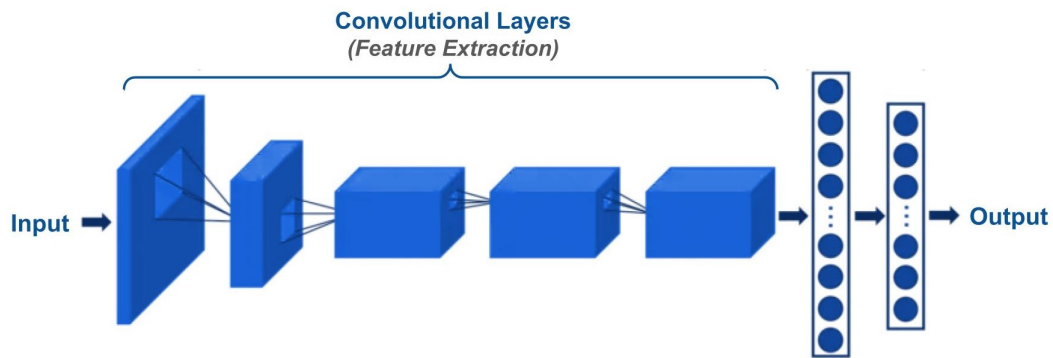 Convolutional Layers
(Feature Extraction)
Input
Output